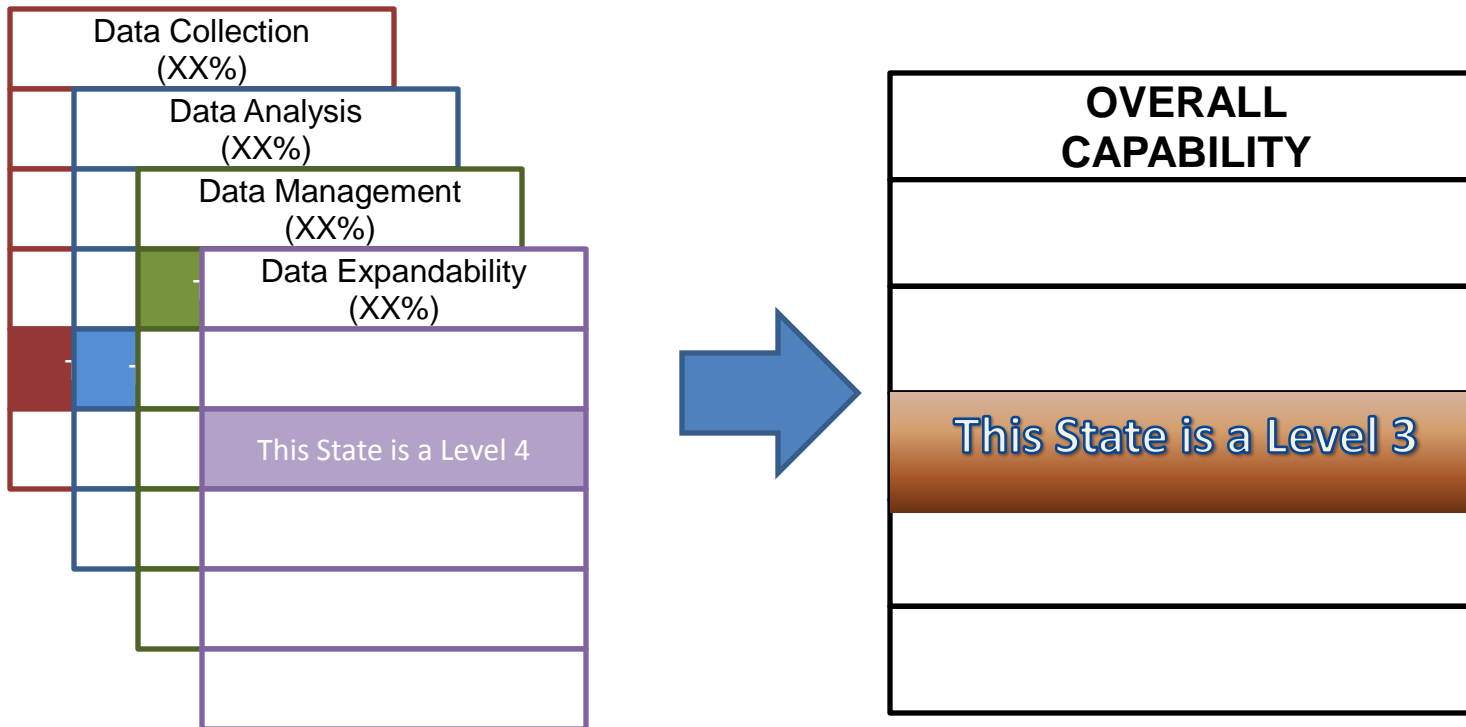 Data Collection
(XX%)
Data Analysis
(XX%)
Data Management
(XX%)
Data Expandability
(XX%)
This State is a Level 4
OVERALL
CAPABILITY
This State is a Level 3